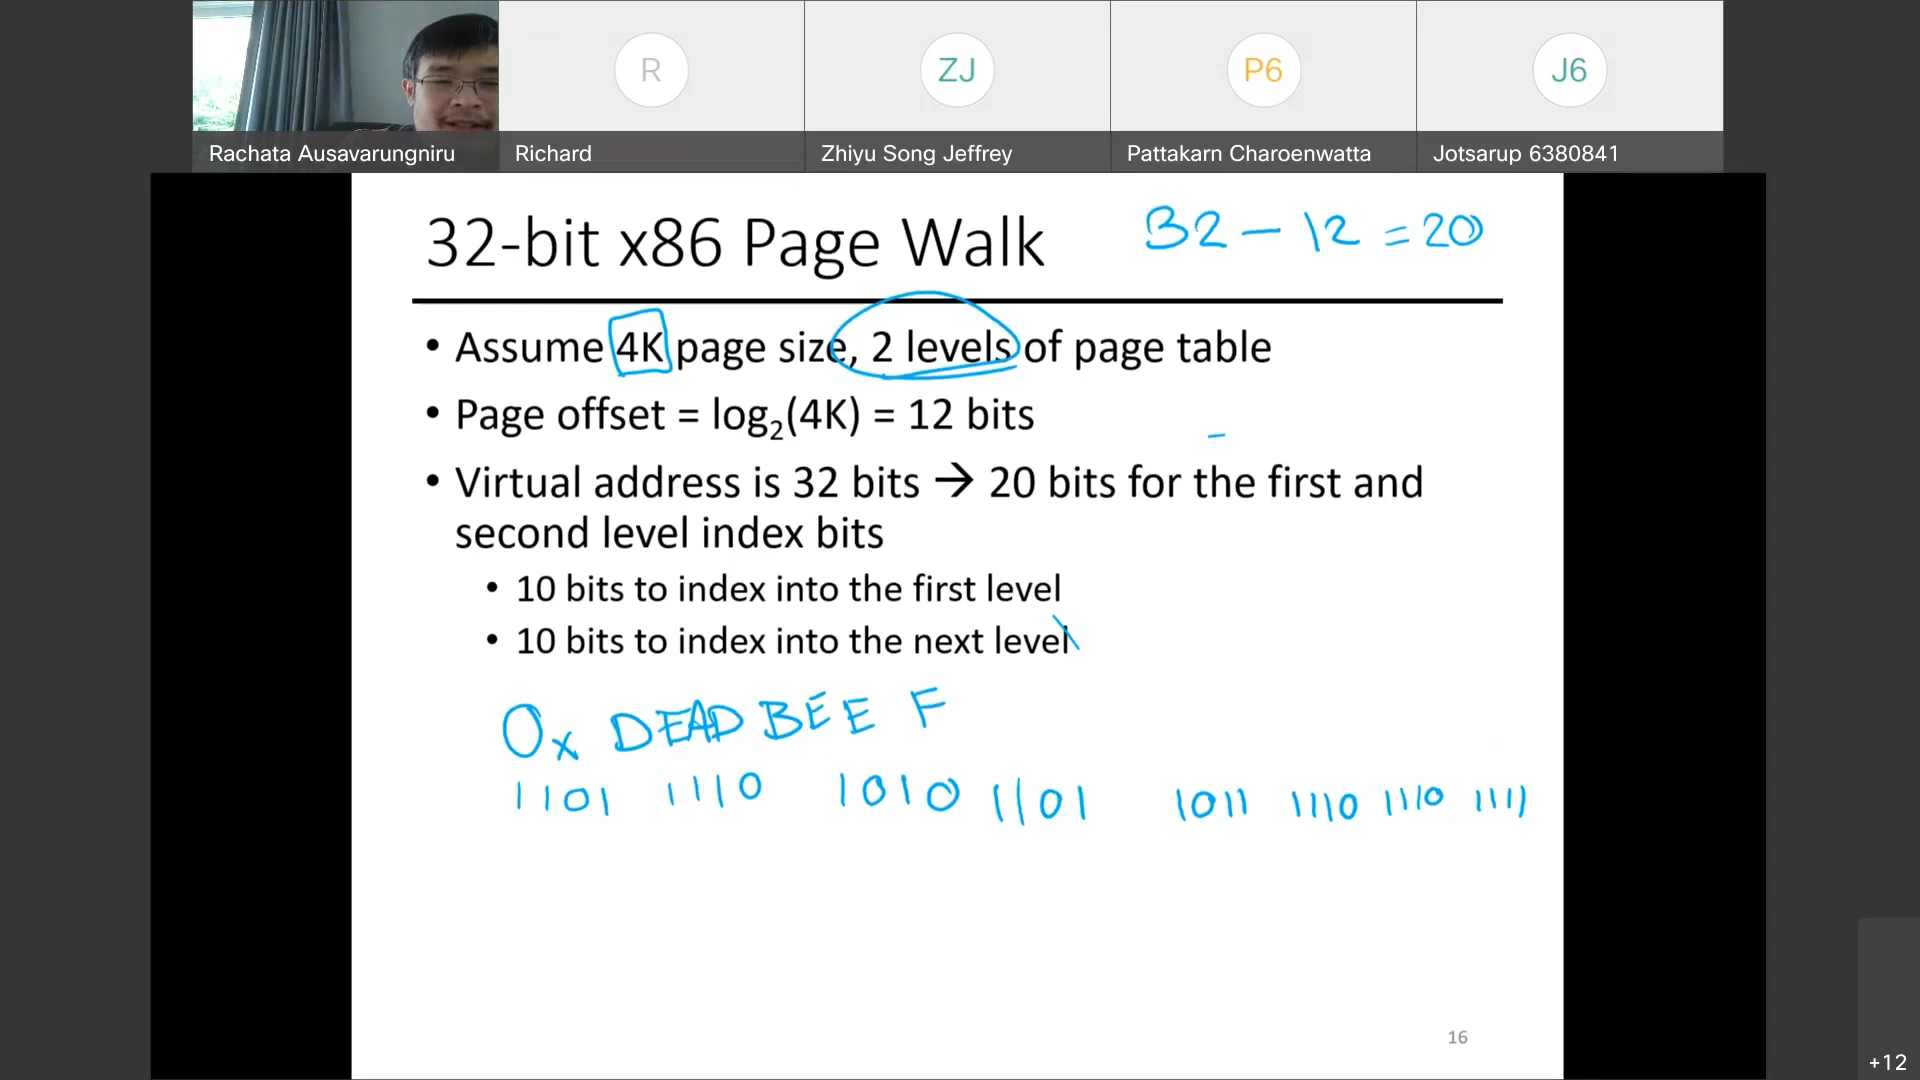 R ZJ P6 J6
Rachata Ausavarungniru Richard Zhiyu Song Jeffrey Pattakarn Charoenwatta Jotsarup 6380841
32-bit x86 Page Walk 32 - 12 = 20
• Assume 4K page size, 2 levels of page table
• Page offset = log₂(4K) = 12 bits
• Virtual address is 32 bits → 20 bits for the first and
second level index bits
• 10 bits to index into the first level
• 10 bits to index into the next level
0x DEAD BEEF
1101 1110 1010 1101 1011 1110 1110 1111
16
+12